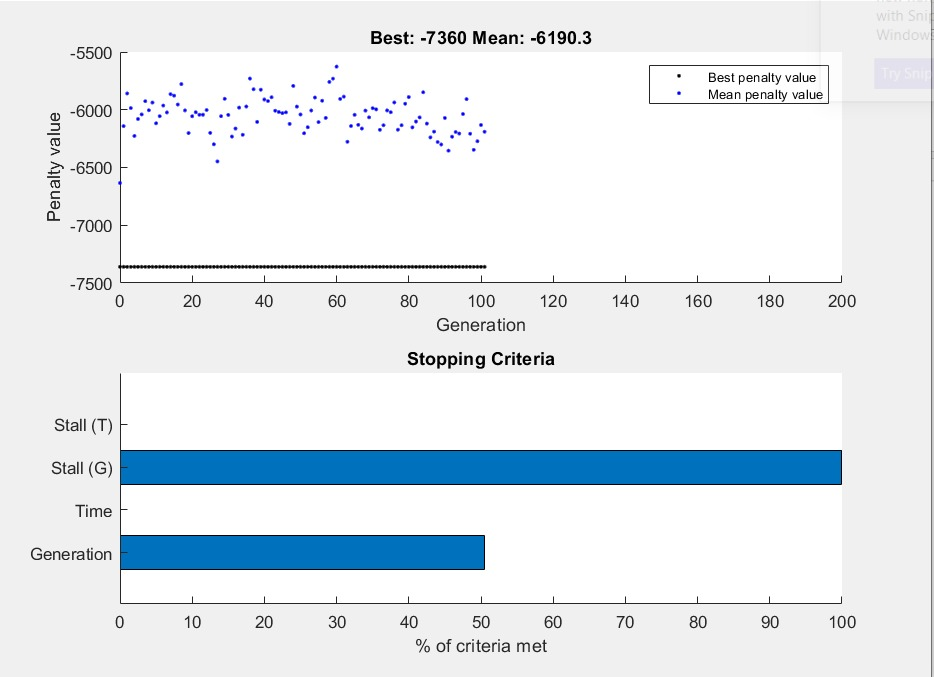 Best: -7360 Mean: -6190.3
with Snip
Windows
Try Snip
Best penalty value
Mean penalty value
-5500
-6000
-6500
-7000
-7500
Penalty value
0 20 40 60 80 100 120 140 160 180 200
Generation
Stopping Criteria
Stall (T)
Stall (G)
Time
Generation
0 10 20 30 40 50 60 70 80 90 100
% of criteria met